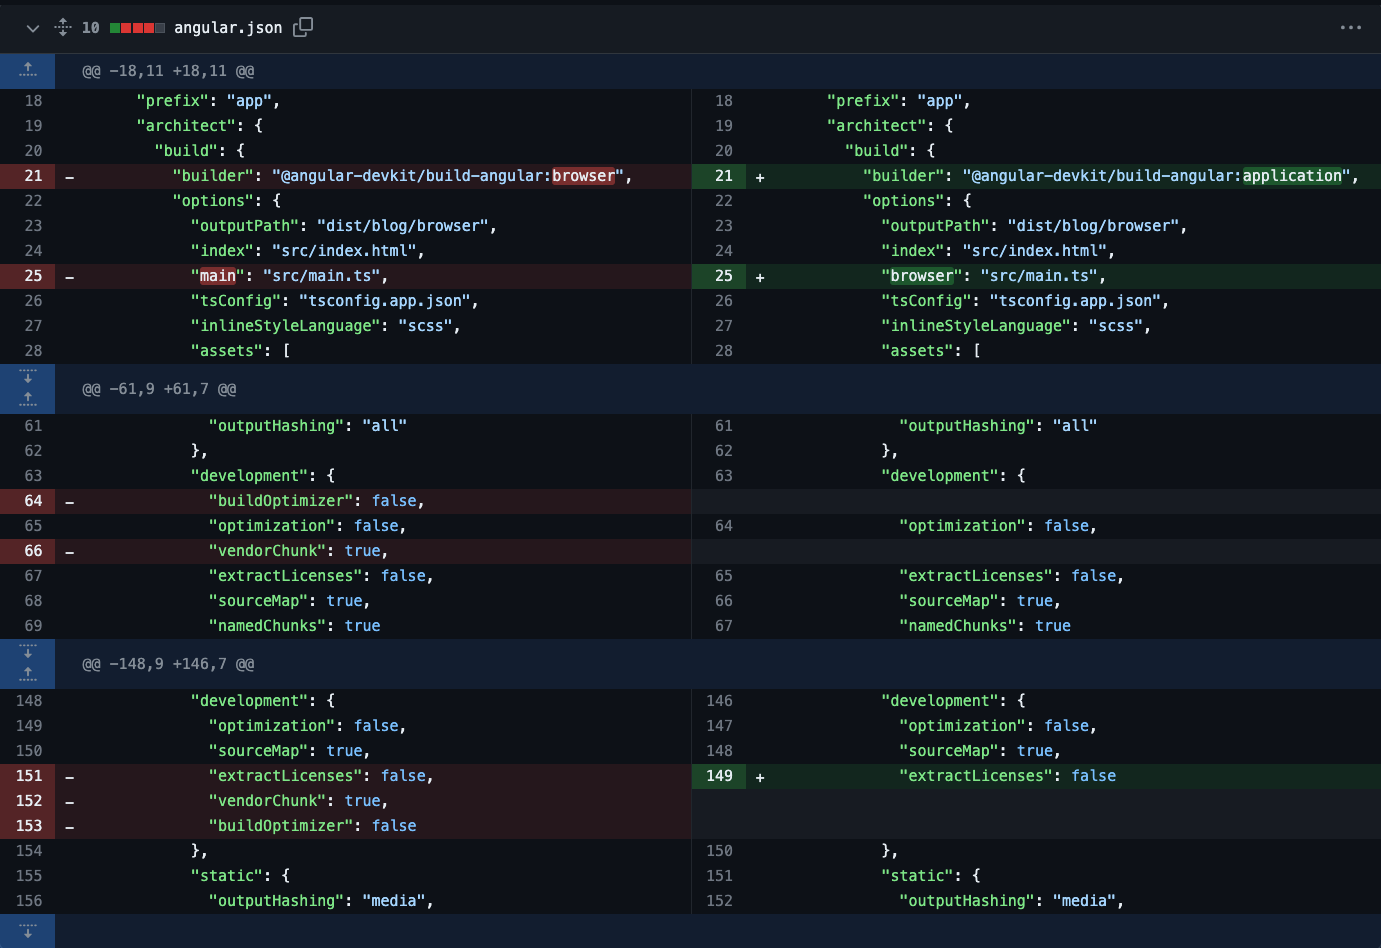 10 angular.json
@@ -18,11 +18,11 @@
18 "prefix": "app", 18 "prefix": "app",
19 "architect": { 19 "architect": {
20 "build": { 20 "build": {
21 - "builder": "@angular-devkit/build-angular:browser", 21 + "builder": "@angular-devkit/build-angular:application",
22 "options": { 22 "options": {
23 "outputPath": "dist/blog/browser", 23 "outputPath": "dist/blog/browser",
24 "index": "src/index.html", 24 "index": "src/index.html",
25 - "main": "src/main.ts", 25 + "browser": "src/main.ts",
26 "tsConfig": "tsconfig.app.json", 26 "tsConfig": "tsconfig.app.json",
27 "inlineStyleLanguage": "scss", 27 "inlineStyleLanguage": "scss",
28 "assets": [ 28 "assets": [
@@ -61,9 +61,7 @@
61 "outputHashing": "all" 61 "outputHashing": "all"
62 }, 62 },
63 "development": { 63 "development": {
64 - "buildOptimizer": false,
65 "optimization": false, 64 "optimization": false,
66 - "vendorChunk": true,
67 "extractLicenses": false, 65 "extractLicenses": false,
68 "sourceMap": true, 66 "sourceMap": true,
69 "namedChunks": true 67 "namedChunks": true
@@ -148,9 +146,7 @@
148 "development": { 146 "development": {
149 "optimization": false, 147 "optimization": false,
150 "sourceMap": true, 148 "sourceMap": true,
151 - "extractLicenses": false, 149 + "extractLicenses": false
152 - "vendorChunk": true,
153 - "buildOptimizer": false
154 }, 150 },
155 "static": { 151 "static": {
156 "outputHashing": "media", 152 "outputHashing": "media",